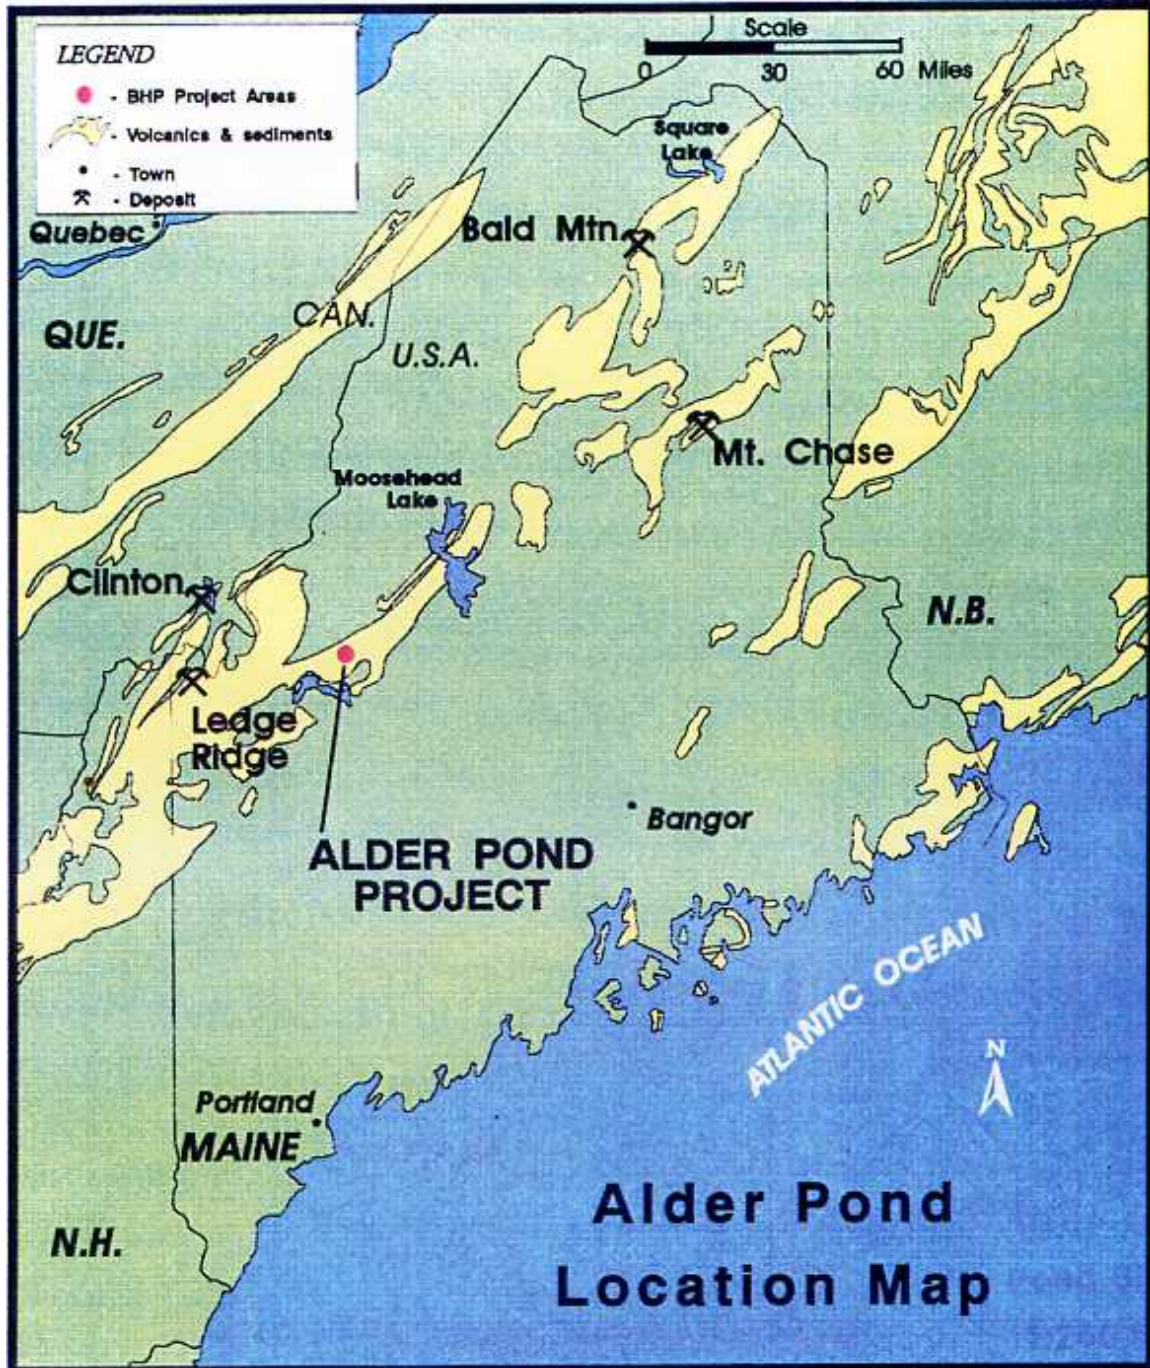 LEGEND
- BHP Project Areas
- Volcanics & sediments
- Town
- Deposit
Scale
0 30 60 Miles
Square
Lake
Quebec
Bald Mtn.
QUE.
CAN.
U.S.A.
Mt. Chase
Moosehead
Lake
Clinton
N.B.
Ledge
Ridge
Bangor
ALDER POND
PROJECT
ATLANTIC OCEAN
N
Portland
MAINE
N.H.
Alder Pond
Location Map